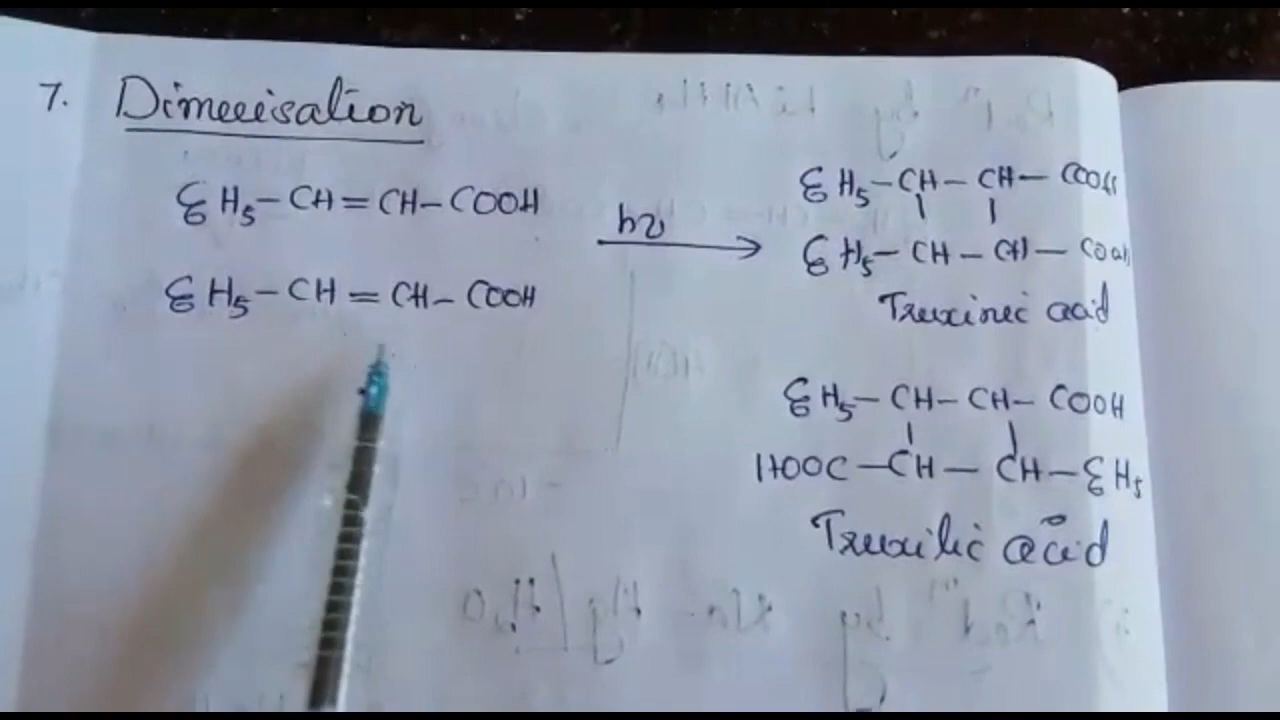 7. Dimerisation
C6H5–CH=CH–COOH
C6H5–CH=CH–COOH
hν
C6H5–CH–CH–COOH
C6H5–CH–CH–COOH
Truxinic acid
C6H5–CH–CH–COOH
HOOC–CH–CH–C6H5
Truxilic acid